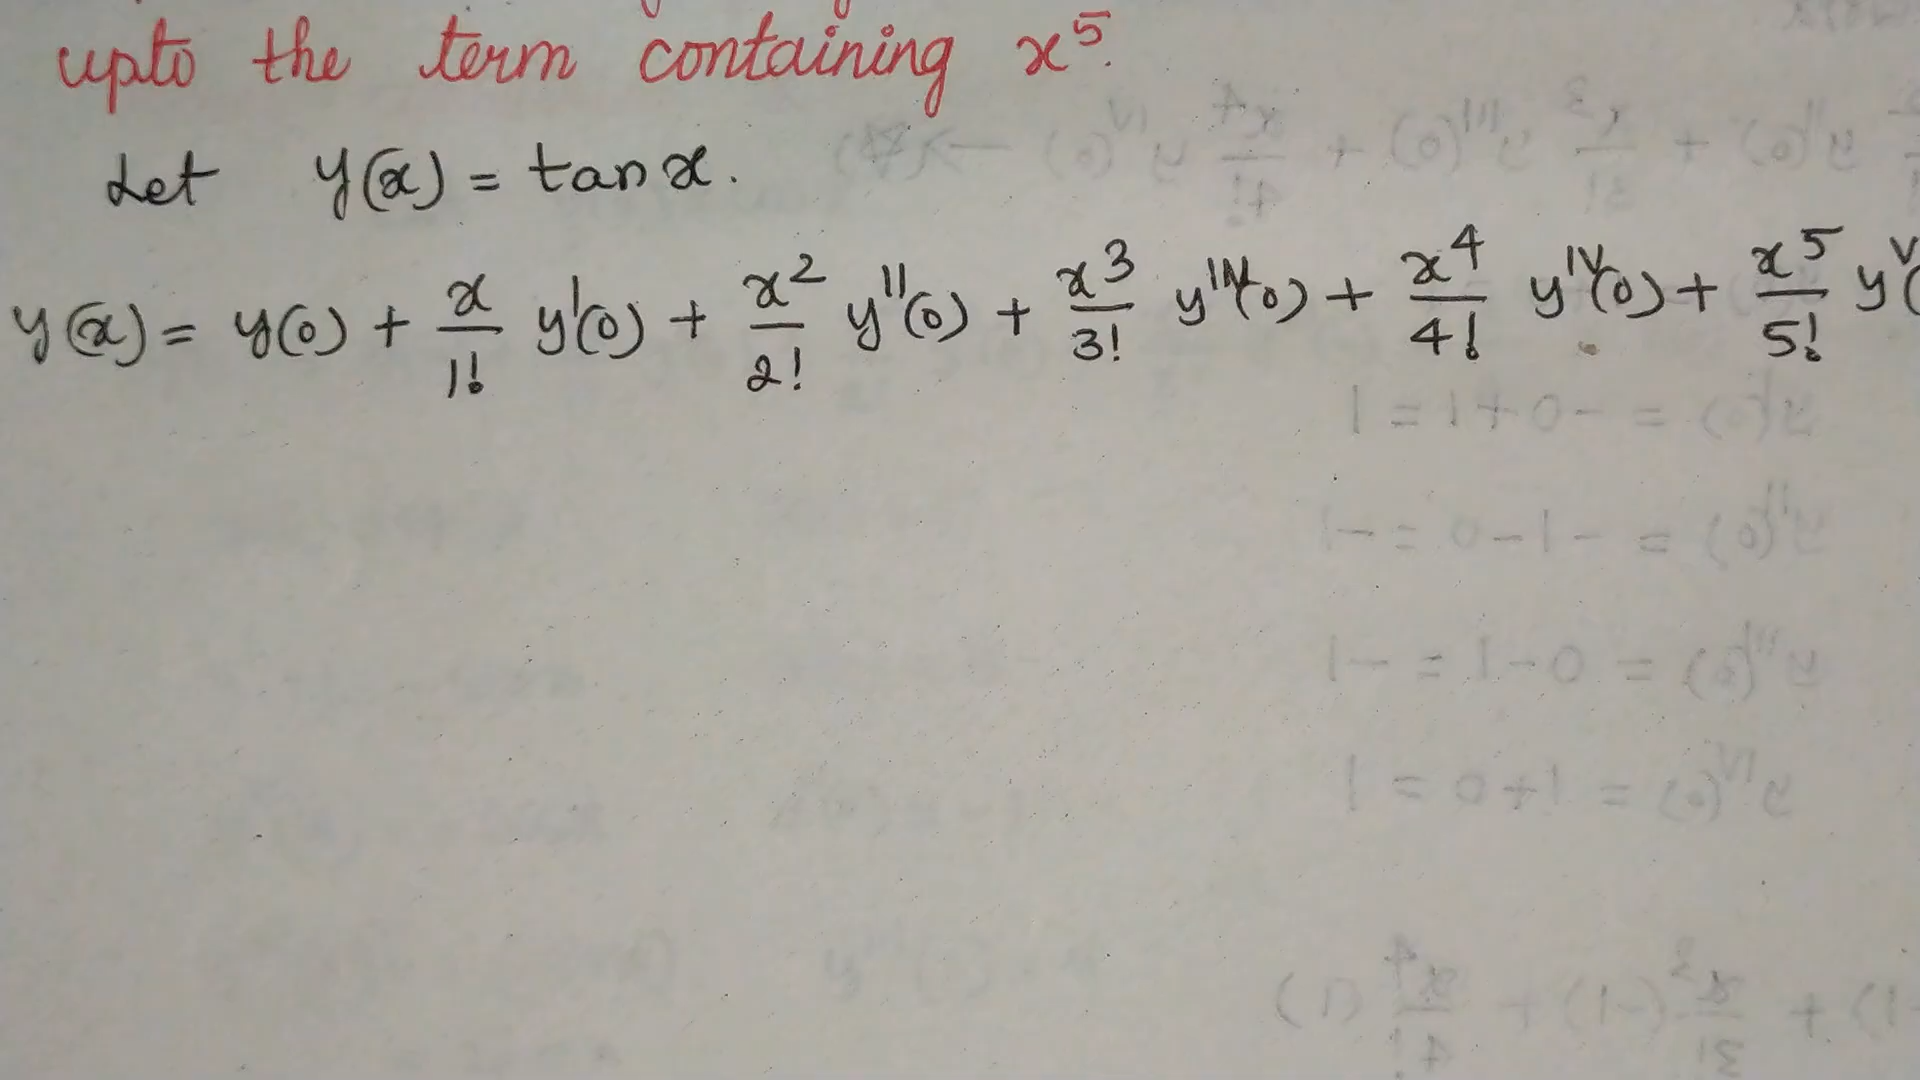 upto the term containing x⁵.
Let y(x) = tan x.
y(x) = y(0) + x/1! y'(0) + x²/2! y''(0) + x³/3! y'''(0) + x⁴/4! y^IV(0) + x⁵/5! y^V(